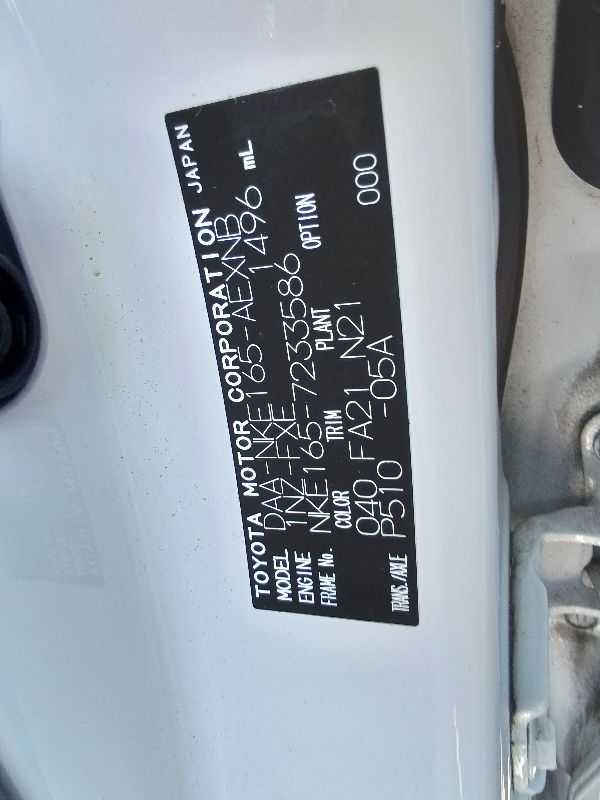 TOYOTA MOTOR CORPORATION JAPAN
MODEL DAA-NKE165-AEXNB
ENGINE 1NZ-FXE 1496 mL
FRAME No. NKE165-7233586
COLOR TRIM PLANT OPTION
040 FA21 N21 000
TRANS./AXLE P510 -05A